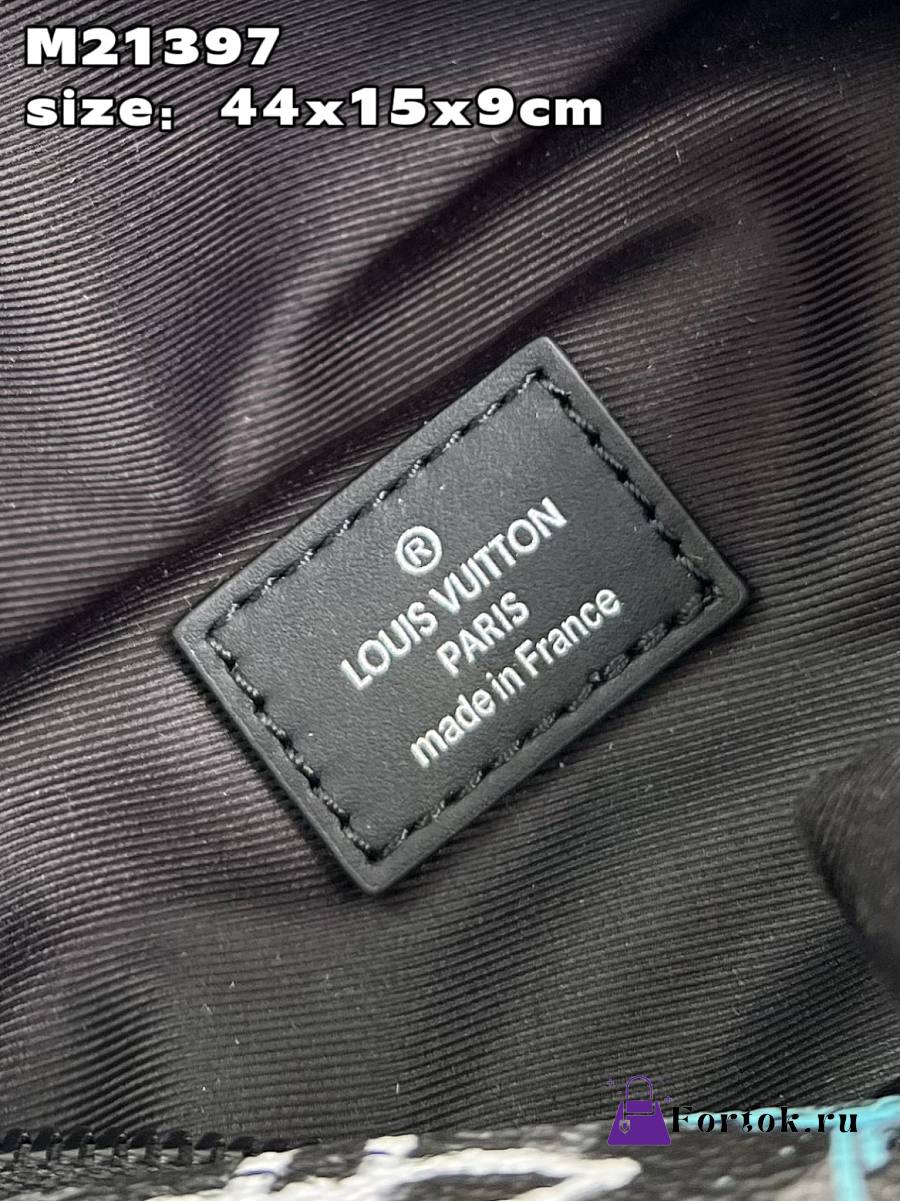 M21397
size： 44x15x9cm
®
LOUIS VUITTON
PARIS
made in France
Fortok.ru